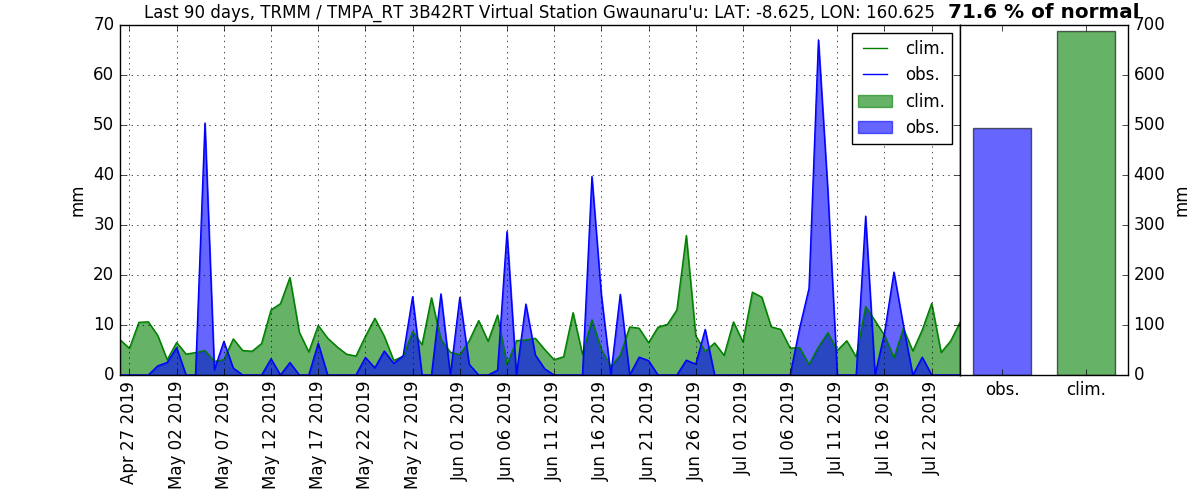 Last 90 days, TRMM / TMPA_RT 3B42RT Virtual Station Gwaunaru'u: LAT: -8.625, LON: 160.625
71.6 % of normal
70
60
50
40
30
20
10
0
mm
clim.
obs.
clim.
obs.
Apr 27 2019
May 02 2019
May 07 2019
May 12 2019
May 17 2019
May 22 2019
May 27 2019
Jun 01 2019
Jun 06 2019
Jun 11 2019
Jun 16 2019
Jun 21 2019
Jun 26 2019
Jul 01 2019
Jul 06 2019
Jul 11 2019
Jul 16 2019
Jul 21 2019
700
600
500
400
300
200
100
0
mm
obs.
clim.